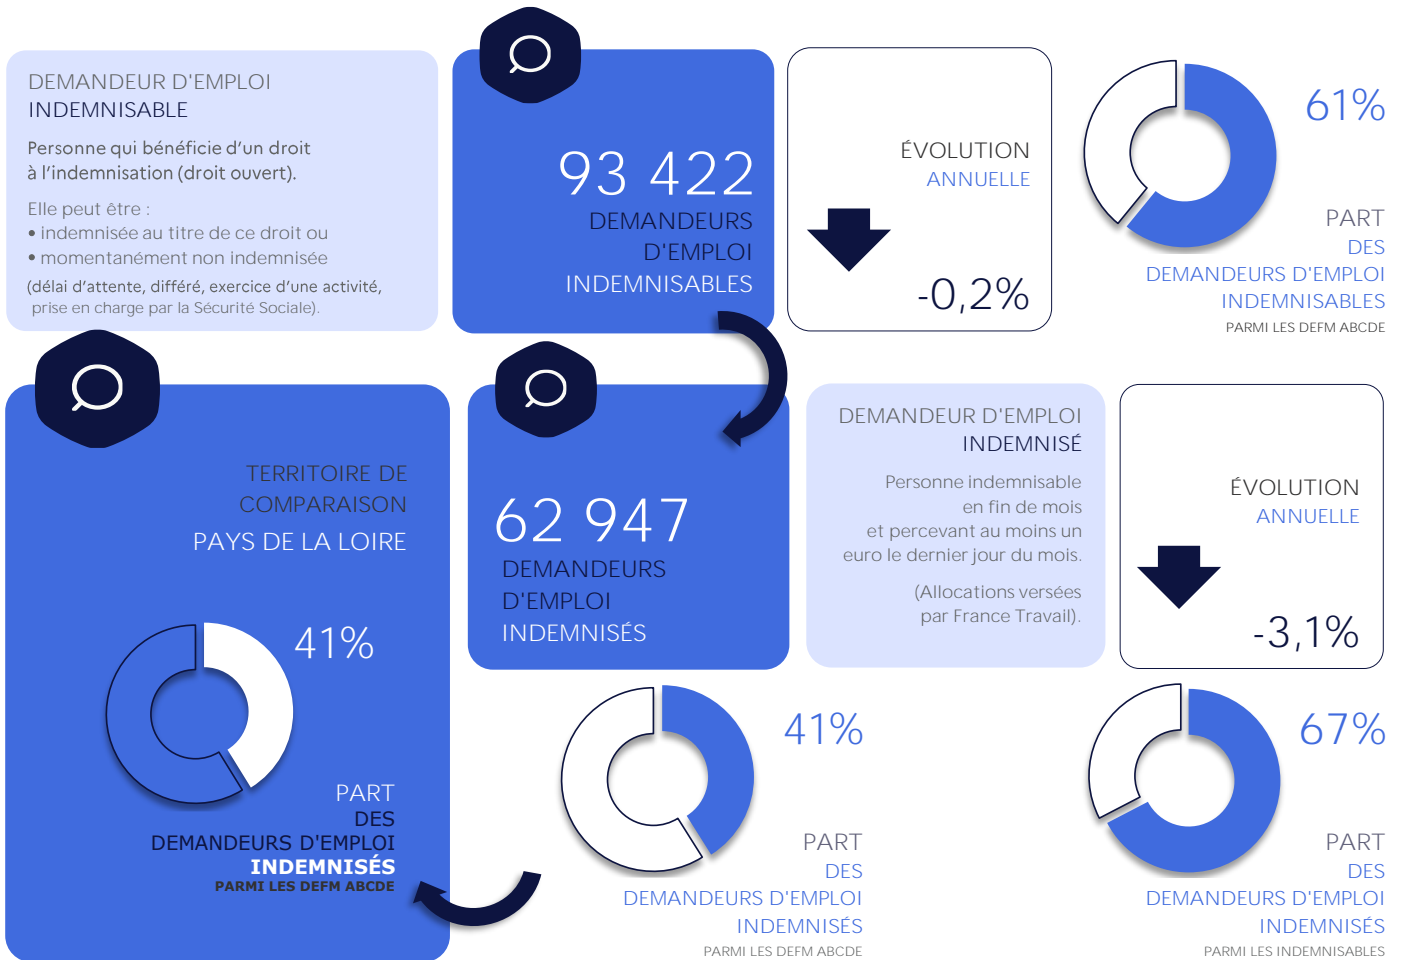 DEMANDEUR D'EMPLOI
INDEMNISABLE
Personne qui bénéficie d'un droit
à l'indemnisation (droit ouvert).
Elle peut être :
• indemnisée au titre de ce droit ou
• momentanément non indemnisée
(délai d'attente, différé, exercice d'une activité,
prise en charge par la Sécurité Sociale).
93 422
DEMANDEURS
D'EMPLOI
INDEMNISABLES
ÉVOLUTION
ANNUELLE
-0,2%
61%
PART
DES
DEMANDEURS D'EMPLOI
INDEMNISABLES
PARMI LES DEFM ABCDE
TERRITOIRE DE
COMPARAISON
PAYS DE LA LOIRE
41%
PART
DES
DEMANDEURS D'EMPLOI
INDEMNISÉS
PARMI LES DEFM ABCDE
62 947
DEMANDEURS
D'EMPLOI
INDEMNISÉS
DEMANDEUR D'EMPLOI
INDEMNISÉ
Personne indemnisable
en fin de mois
et percevant au moins un
euro le dernier jour du mois.
(Allocations versées
par France Travail).
ÉVOLUTION
ANNUELLE
-3,1%
41%
PART
DES
DEMANDEURS D'EMPLOI
INDEMNISÉS
PARMI LES DEFM ABCDE
67%
PART
DES
DEMANDEURS D'EMPLOI
INDEMNISÉS
PARMI LES INDEMNISABLES